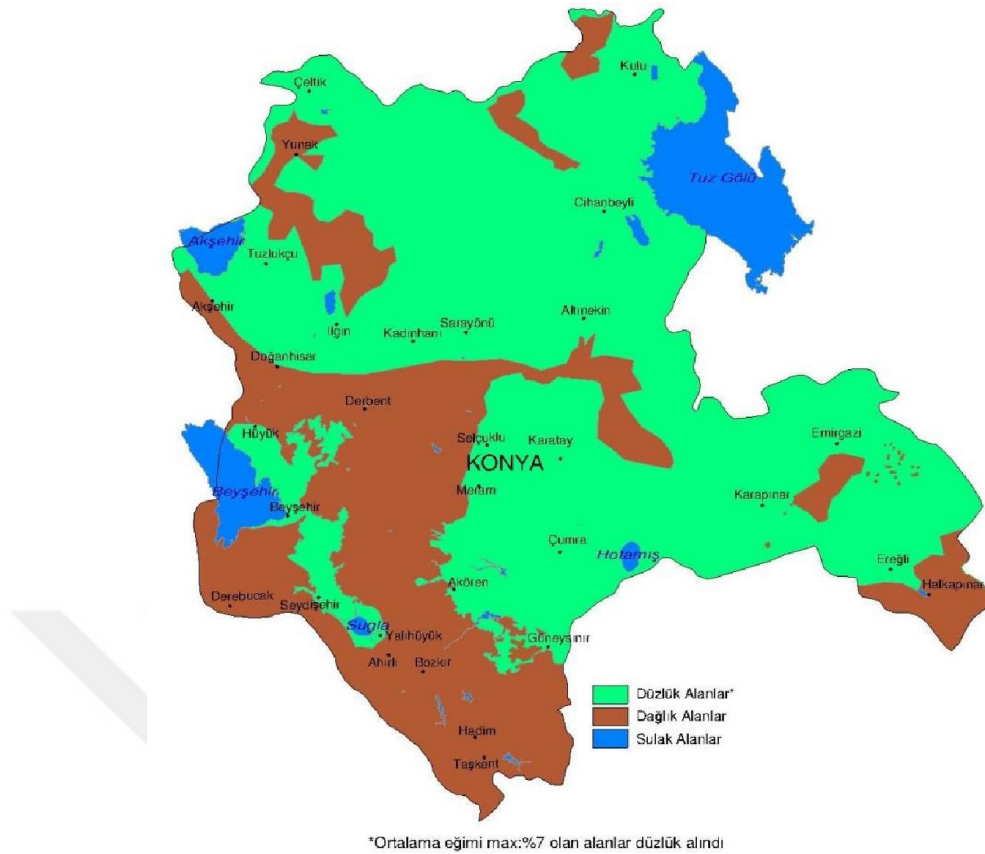 Kulu
Çeltik
Yunak
Tuz Gölü
Cihanbeyli
Akşehir
Tuzlukçu
Akşehir
Altınekin
Ilgın
Sarayönü
Kadınhanı
Doğanhisar
Derbent
Hüyük
Selçuklu
Karatay
Emirgazi
KONYA
Meram
Beyşehir
Karapınar
Beyşehir
Çumra
Hotamış
Ereğli
Akören
Halkapınar
Derebucak
Seydişehir
Sugla
Yalıhüyük
Güneysınır
Ahırlı
Bozkır
Hadim
Taşkent
Düzlük Alanlar*
Dağlık Alanlar
Sulak Alanlar
*Ortalama eğimi max:%7 olan alanlar düzlük alındı